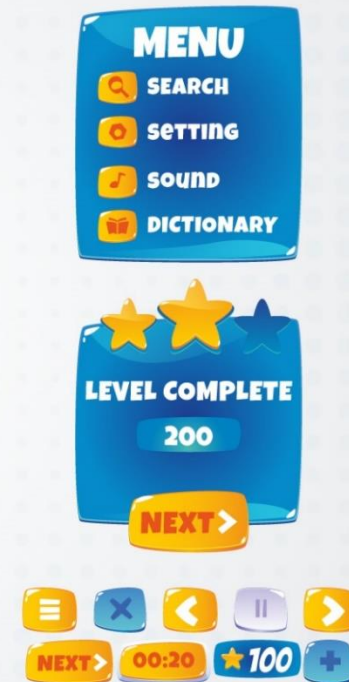 MENU
SEARCH
SETTING
SOUND
DICTIONARY
LEVEL COMPLETE
200
NEXT>
NEXT> 00:20 100